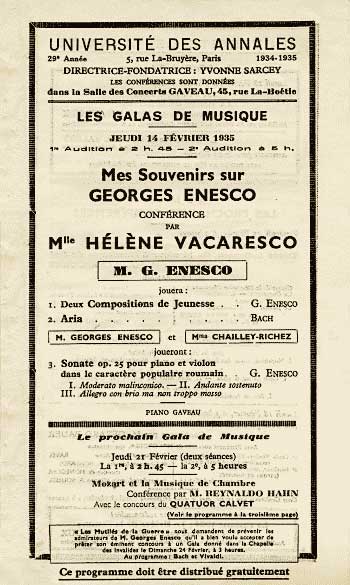 UNIVERSITÉ DES ANNALES
29e Année 5, rue La-Bruyère, Paris 1934-1935
DIRECTRICE-FONDATRICE : YVONNE SARCEY
LES CONFÉRENCES SONT DONNÉES
dans la Salle des Concerts GAVEAU, 45, rue La-Boëtie
LES GALAS DE MUSIQUE
JEUDI 14 FÉVRIER 1935
1re Audition à 2 h. 45 — 2e Audition à 5 h.
Mes Souvenirs sur
GEORGES ENESCO
CONFÉRENCE
PAR
Mlle HÉLÈNE VACARESCO
M. G. ENESCO
jouera :
1. Deux Compositions de Jeunesse . . G. ENESCO
2. Aria . . . . . . . . BACH
M. GEORGES ENESCO et Mme CHAILLEY-RICHEZ
joueront :
3. Sonate op. 25 pour piano et violon
dans le caractère populaire roumain . G. ENESCO
I. Moderato malinconico. — II. Andante sostenuto
III. Allegro con brio ma non troppo mosso
PIANO GAVEAU
Le prochain Gala de Musique
Jeudi 21 Février (deux séances)
La 1re, à 2 h. 45 — la 2e, à 5 heures
Mozart et la Musique de Chambre
Conférence par M. REYNALDO HAHN
Avec le concours du QUATUOR CALVET
(Voir le programme à la troisième page)
« Les Mutilés de la Guerre » nous demandent de prévenir les
admirateurs de M. Georges Enesco qu'il a bien voulu accepter de
prêter son éminent concours à un Gala donné dans la Chapelle
des Invalides le Dimanche 24 Février, à 3 heures.
Au programme : Bach et Vivaldi.
Ce programme doit être distribué gratuitement